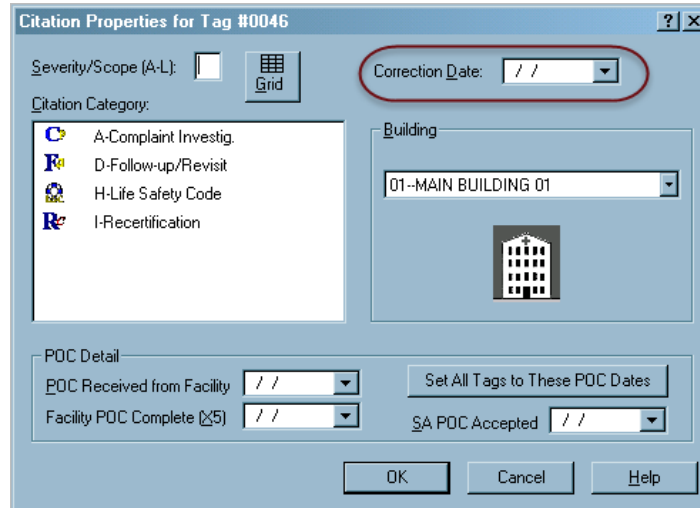 Citation Properties for Tag #0046
Severity/Scope (A-L):
Grid
Correction Date: / /
Citation Category:
A-Complaint Investig.
D-Follow-up/Revisit
H-Life Safety Code
I-Recertification
Building
01--MAIN BUILDING 01
POC Detail
POC Received from Facility / /
Set All Tags to These POC Dates
Facility POC Complete (X5) / /
SA POC Accepted / /
OK Cancel Help